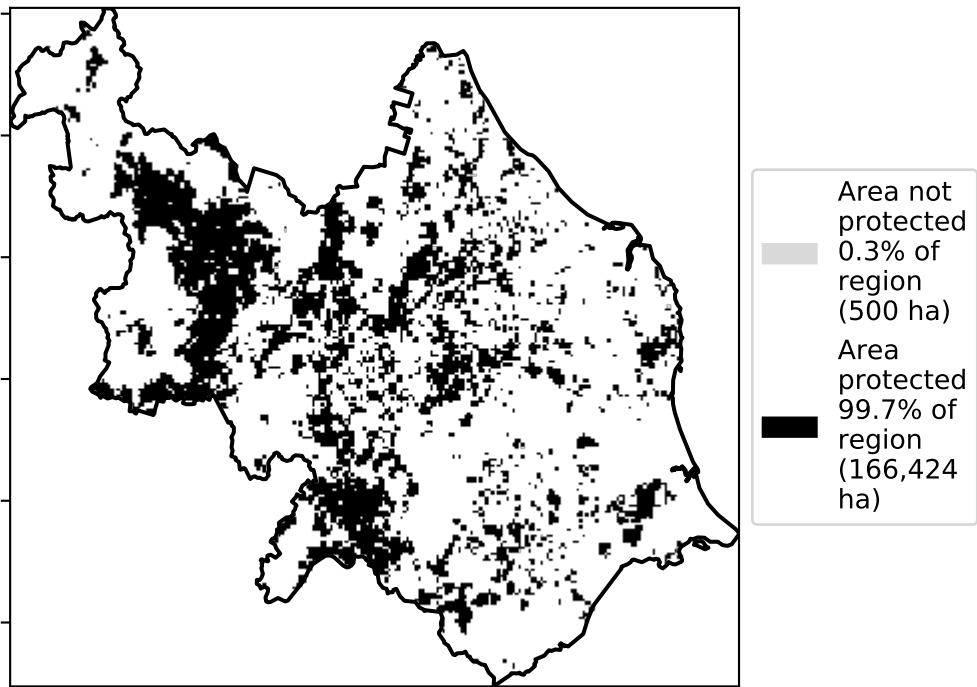 Area not
protected
0.3% of
region
(500 ha)
Area
protected
99.7% of
region
(166,424
ha)